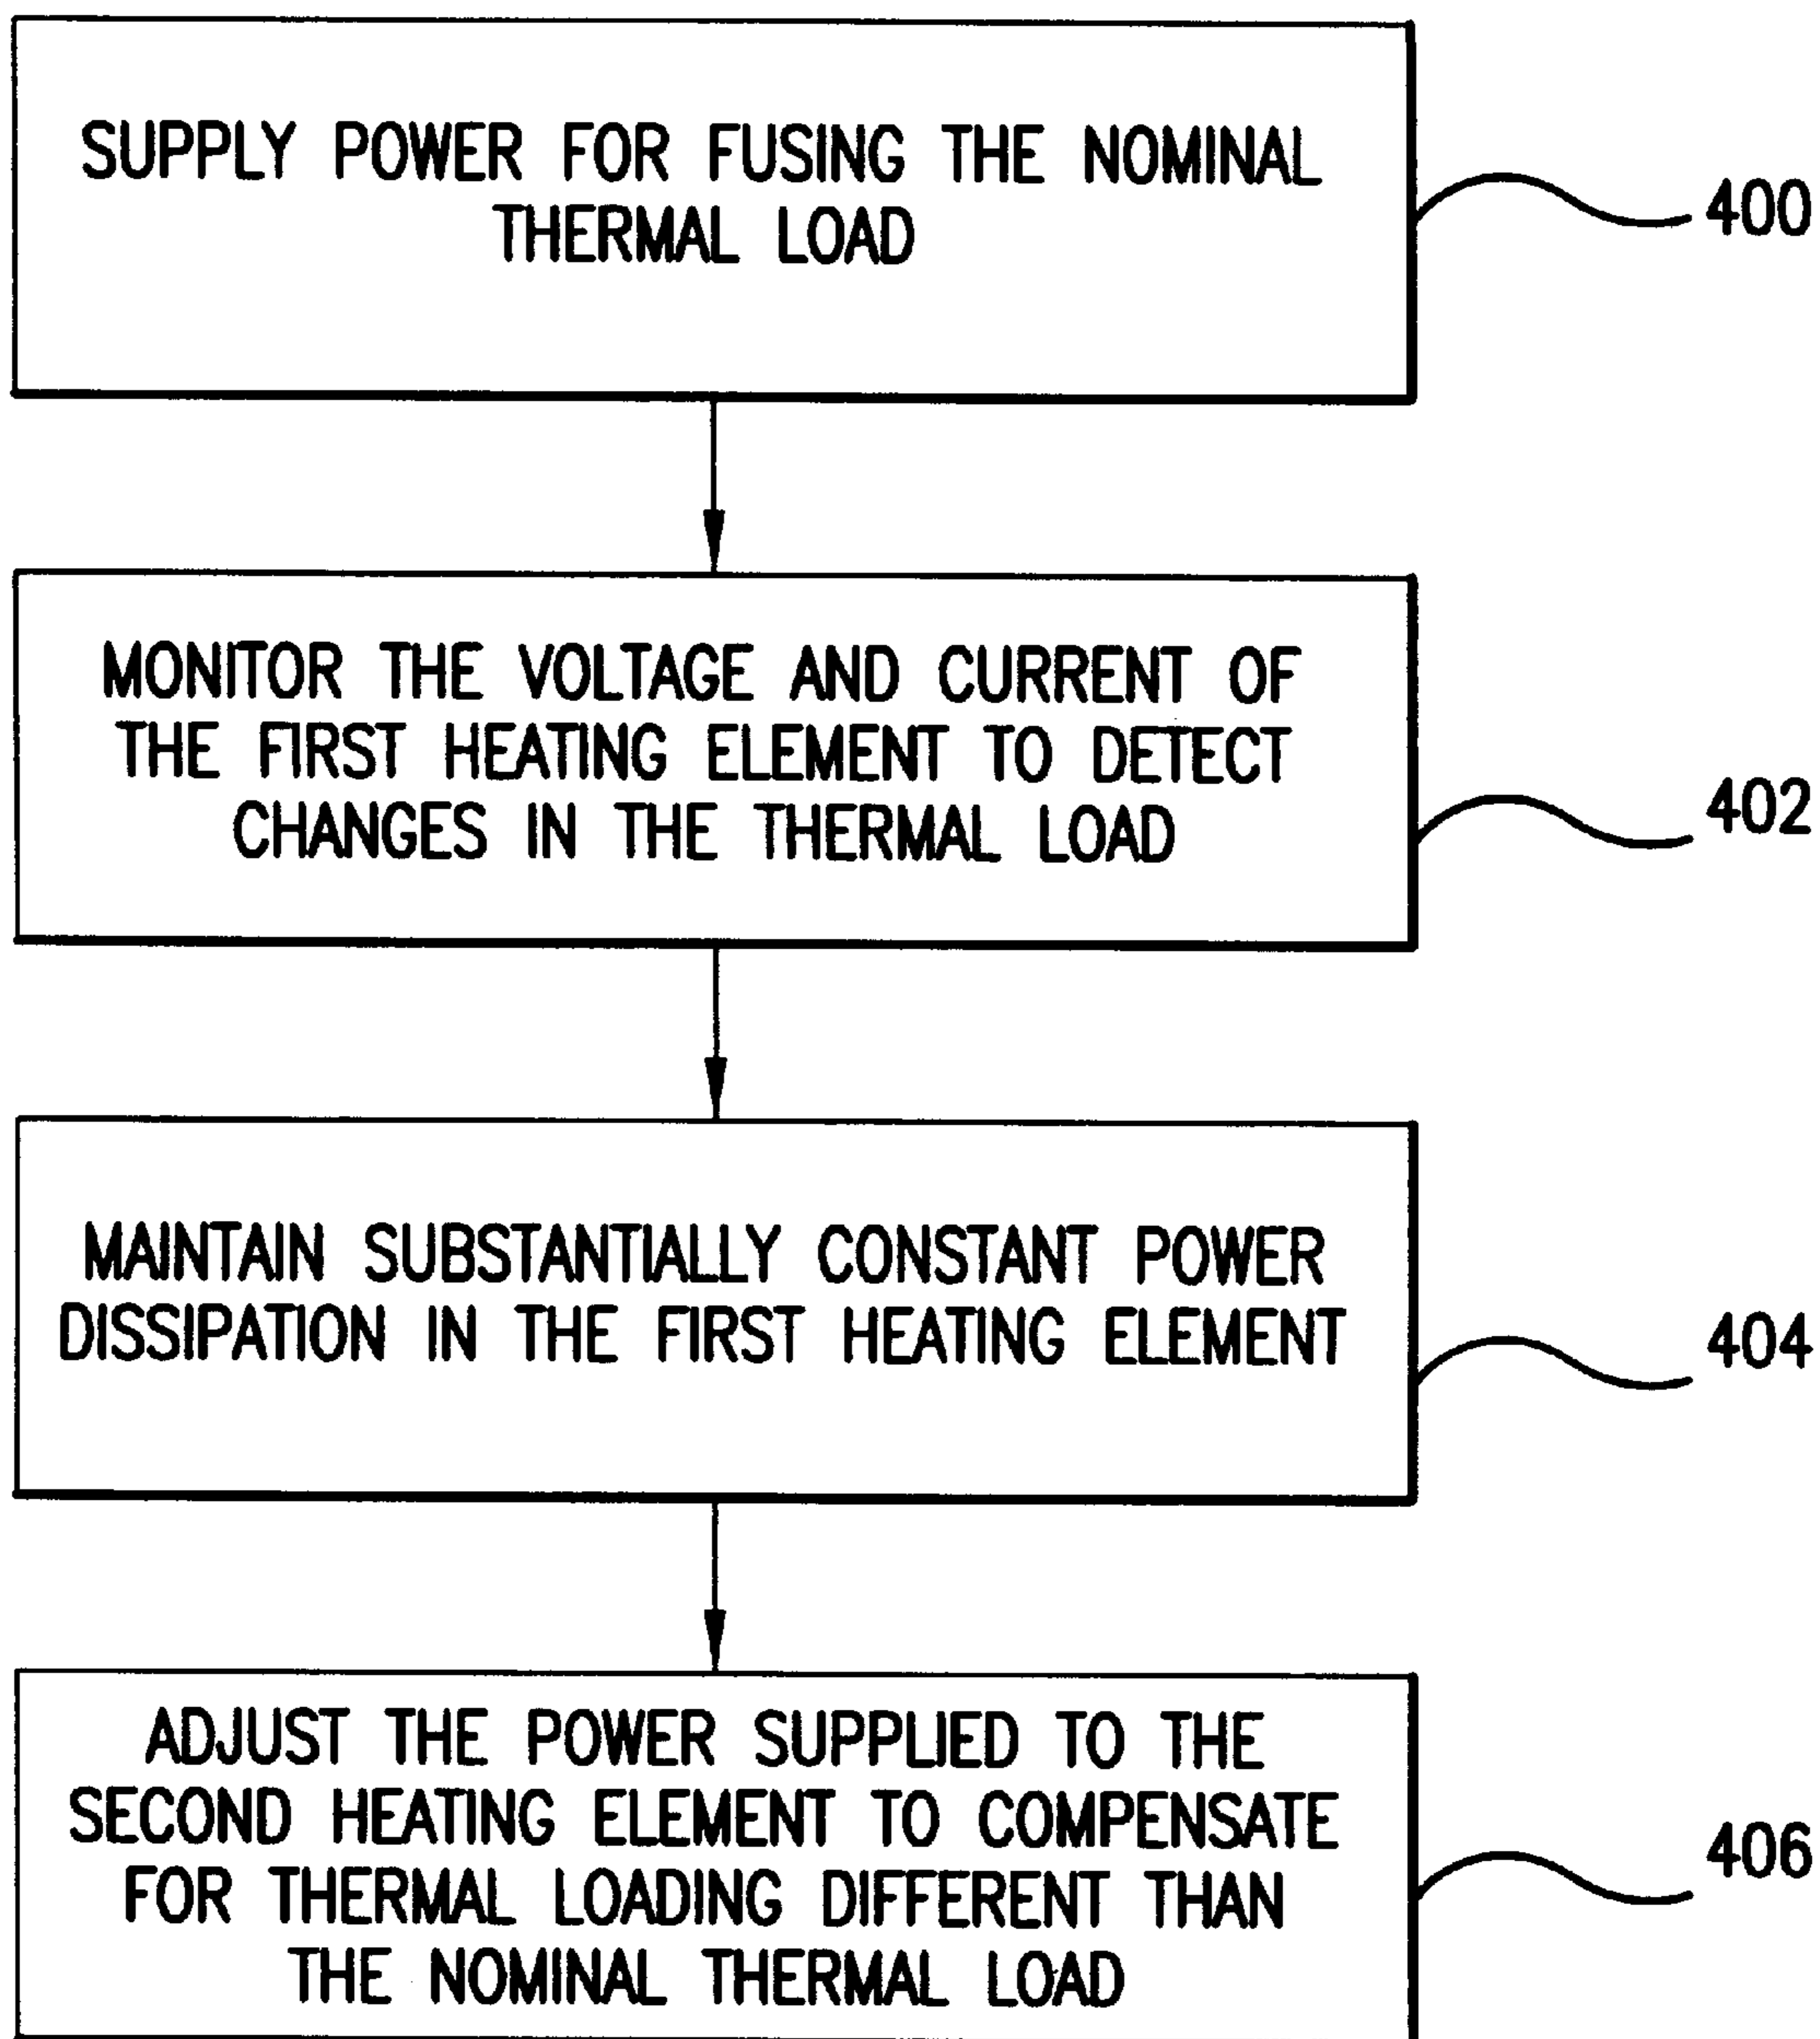 SUPPLY POWER FOR FUSING THE NOMINAL
THERMAL LOAD
400
MONITOR THE VOLTAGE AND CURRENT OF
THE FIRST HEATING ELEMENT TO DETECT
CHANGES IN THE THERMAL LOAD
402
MAINTAIN SUBSTANTIALLY CONSTANT POWER
DISSIPATION IN THE FIRST HEATING ELEMENT
404
ADJUST THE POWER SUPPLIED TO THE
SECOND HEATING ELEMENT TO COMPENSATE
FOR THERMAL LOADING DIFFERENT THAN
THE NOMINAL THERMAL LOAD
406